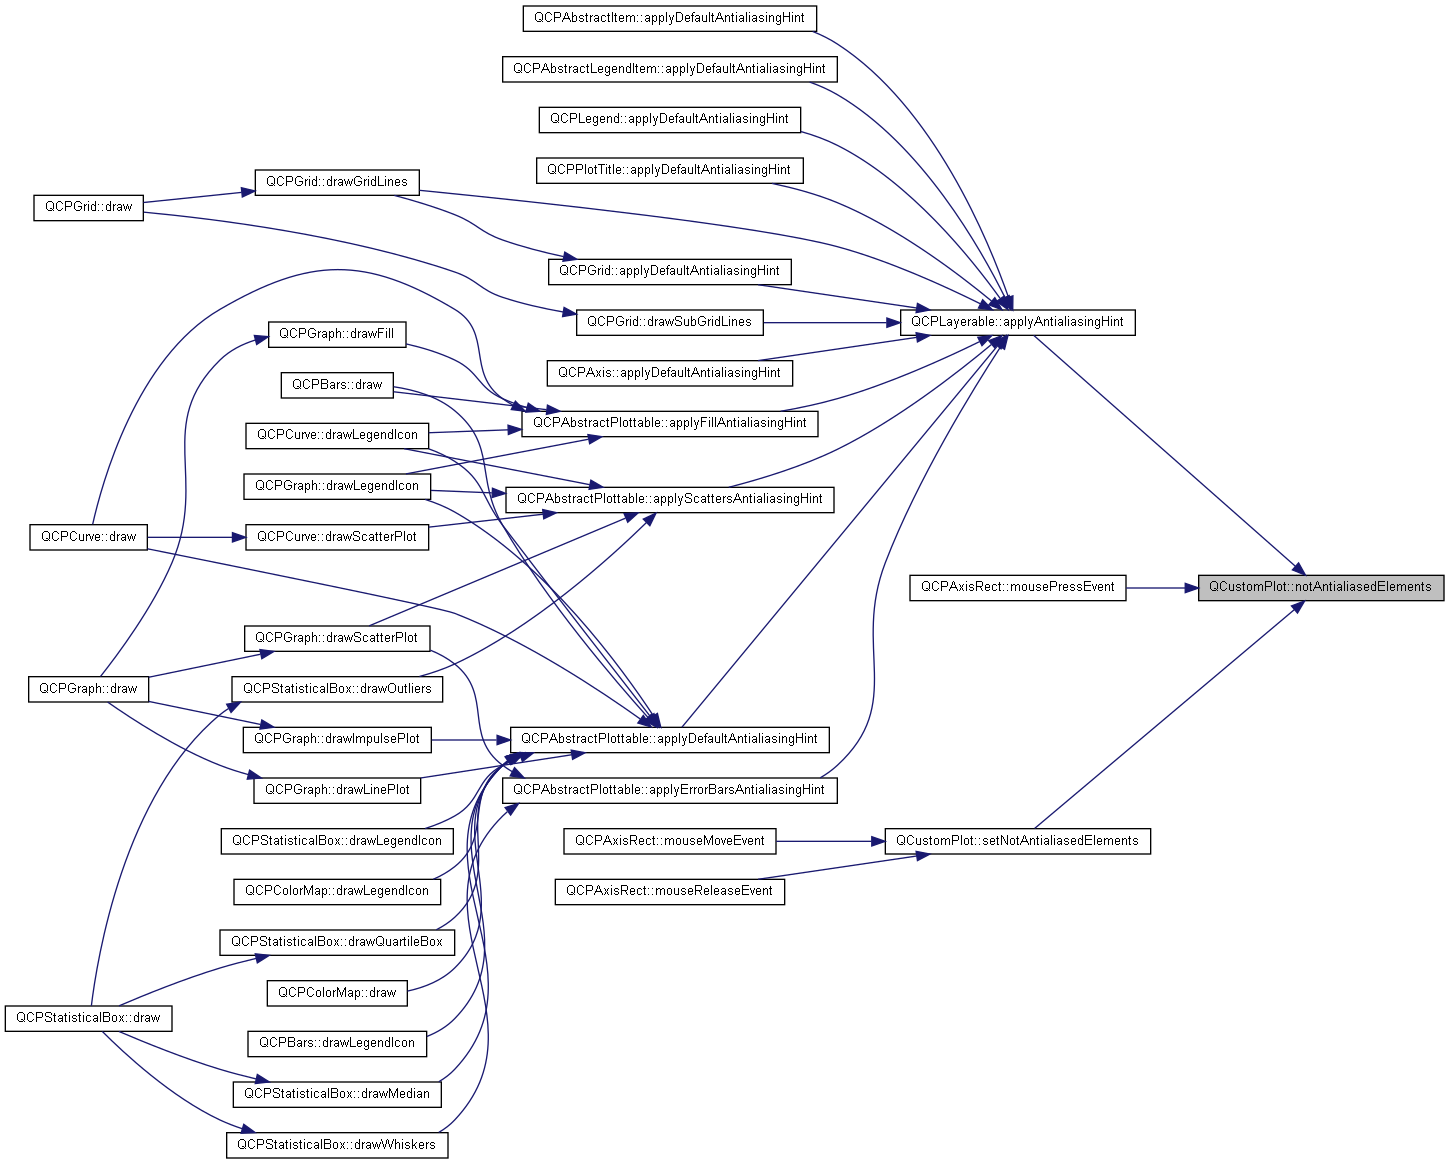 QCPAbstractItem::applyDefaultAntialiasingHint
QCPAbstractLegendItem::applyDefaultAntialiasingHint
QCPLegend::applyDefaultAntialiasingHint
QCPPlotTitle::applyDefaultAntialiasingHint
QCPGrid::drawGridLines
QCPGrid::draw
QCPGrid::applyDefaultAntialiasingHint
QCPGrid::drawSubGridLines
QCPLayerable::applyAntialiasingHint
QCPGraph::drawFill
QCPAxis::applyDefaultAntialiasingHint
QCPBars::draw
QCPAbstractPlottable::applyFillAntialiasingHint
QCPCurve::drawLegendIcon
QCPGraph::drawLegendIcon
QCPAbstractPlottable::applyScattersAntialiasingHint
QCPCurve::draw
QCPCurve::drawScatterPlot
QCPAxisRect::mousePressEvent
QCustomPlot::notAntialiasedElements
QCPGraph::drawScatterPlot
QCPGraph::draw
QCPStatisticalBox::drawOutliers
QCPGraph::drawImpulsePlot
QCPAbstractPlottable::applyDefaultAntialiasingHint
QCPGraph::drawLinePlot
QCPAbstractPlottable::applyErrorBarsAntialiasingHint
QCPStatisticalBox::drawLegendIcon
QCPAxisRect::mouseMoveEvent
QCustomPlot::setNotAntialiasedElements
QCPColorMap::drawLegendIcon
QCPAxisRect::mouseReleaseEvent
QCPStatisticalBox::drawQuartileBox
QCPColorMap::draw
QCPStatisticalBox::draw
QCPBars::drawLegendIcon
QCPStatisticalBox::drawMedian
QCPStatisticalBox::drawWhiskers